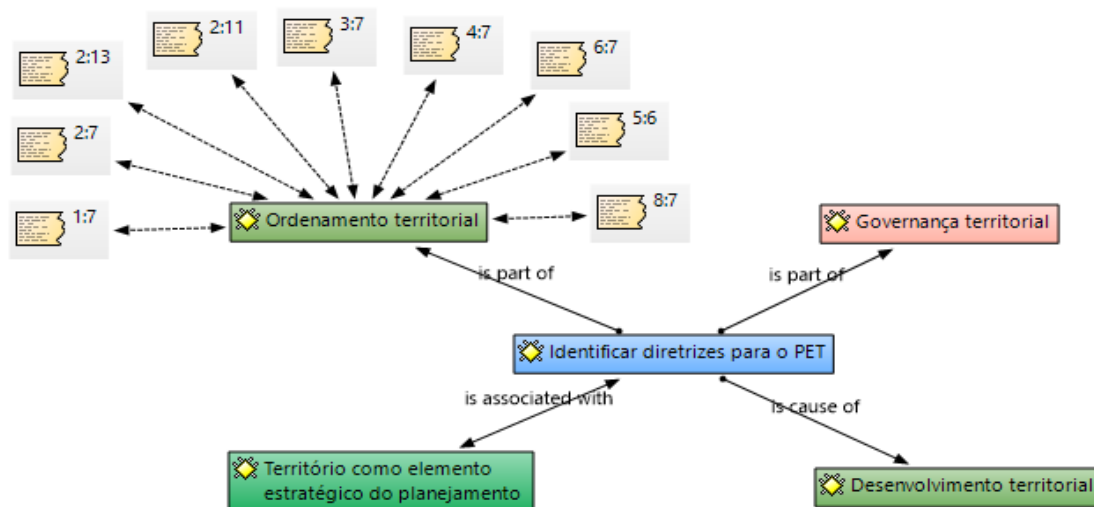 2:13
2:11
3:7
4:7
6:7
2:7
5:6
1:7
Ordenamento territorial
8:7
Governança territorial
is part of
is part of
Identificar diretrizes para o PET
is associated with
is cause of
Território como elemento
estratégico do planejamento
Desenvolvimento territorial